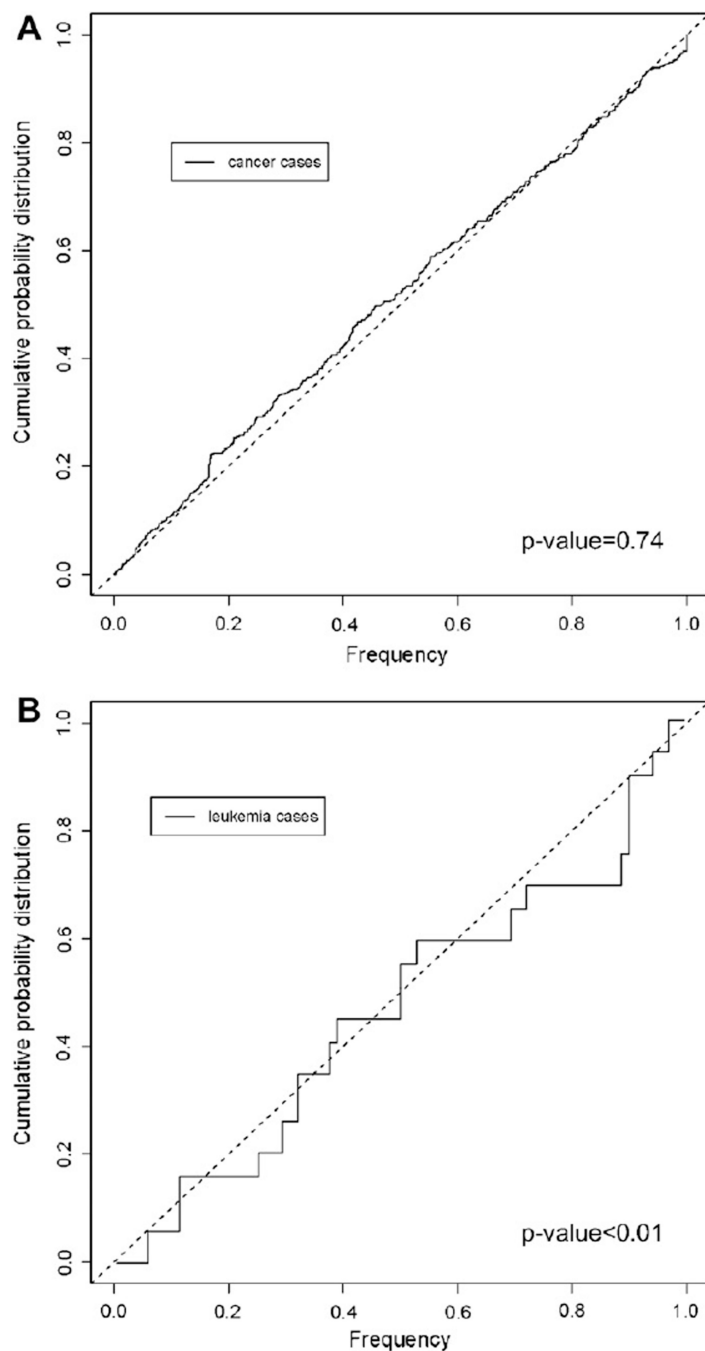 A
Cumulative probability distribution
1.0
0.8
0.6
0.4
0.2
0.0
cancer cases
p-value=0.74
0.0 0.2 0.4 0.6 0.8 1.0
Frequency
B
Cumulative probability distribution
1.0
0.8
0.6
0.4
0.2
0.0
leukemia cases
p-value<0.01
0.0 0.2 0.4 0.6 0.8 1.0
Frequency